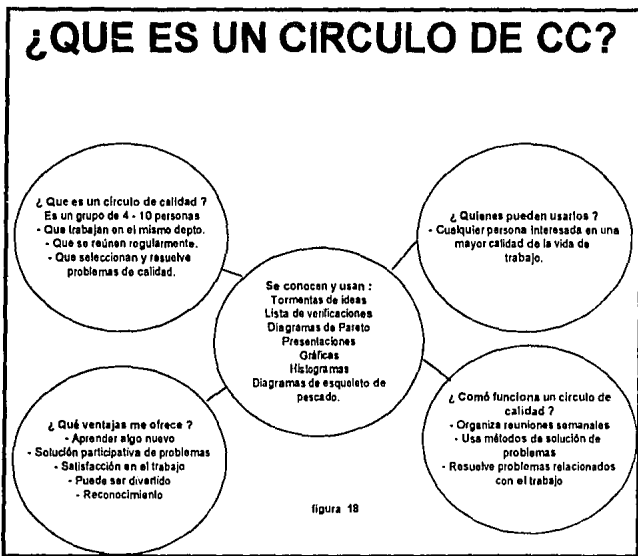 ¿QUE ES UN CIRCULO DE CC?
¿ Que es un círculo de calidad ?
Es un grupo de 4 - 10 personas
- Que trabajan en el mismo depto.
- Que se reúnen rogularmente.
- Que seleccionan y resuelve
problemas de calidad.
¿ Quienes pueden usarlos ?
- Cualquier persona interesada en una
mayor calidad de la vida de
trabajo.
Se conocen y usan :
Tormentas de ideas
Lista de verificaciones
Diagramas de Pareto
Presentaciones
Gráficas
Histogramas
Diagramas de esqueleto de
pescado.
¿ Qué ventajas me ofrece ?
- Aprender algo nuevo
- Solución participativa de problemas
- Satisfacción en el trabajo
- Puede ser divertido
- Reconocimiento
¿ Comó funciona un circulo de
calidad ?
- Organiza reuniones semanales
- Usa métodos de solución de
problemas
- Resuelve problemas relacionados
con el trabajo
figura 18